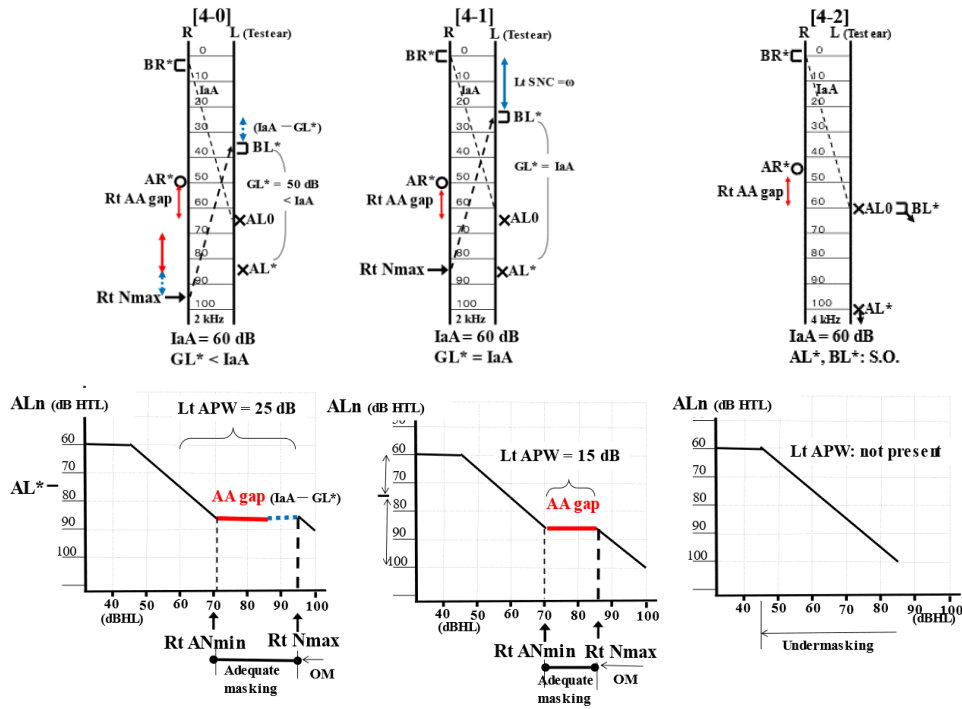 [4-0]
R L (Test ear)
BR*
0
10
IaA
20
30
40
50
60
70
80
90
100
2 kHz
(IaA－GL*)
BL*
GL* = 50 dB
< IaA
AR*
Rt AA gap
AL0
AL*
Rt Nmax
IaA = 60 dB
GL* < IaA
[4-1]
R L (Test ear)
BR*
0
10
IaA
20
30
40
50
60
70
80
90
100
2 kHz
Lt SNC =ω
BL*
GL* = IaA
AR*
Rt AA gap
AL0
AL*
Rt Nmax
IaA = 60 dB
GL* = IaA
[4-2]
R L (Test ear)
BR*
0
10
IaA
20
30
40
50
60
70
80
90
100
4 kHz
AR*
Rt AA gap
AL0
BL*
AL*
IaA = 60 dB
AL*, BL*: S.O.
ALn (dB HTL)
Lt APW = 25 dB
60
70
AL*
80
90
100
AA gap (IaA－GL*)
40 50 60 70 80 90 100
(dBHL)
Rt ANmin Rt Nmax
Adequate
masking
OM
ALn (dB HTL)
90
Lt APW = 15 dB
60
70
80
90
100
AA gap
40 50 60 70 80 90 100
(dBHL)
Rt ANmin Rt Nmax
Adequate
masking
OM
ALn (dB HTL)
Lt APW: not present
60
70
80
90
100
40 50 60 70 80 90 100
(dBHL)
Undermasking